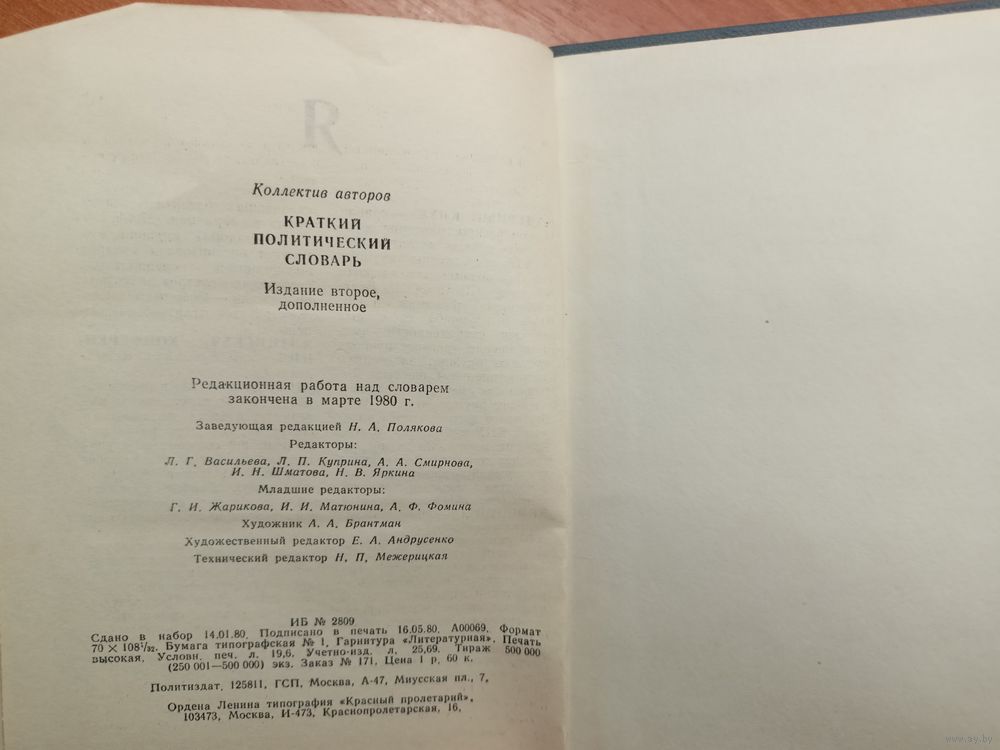 Коллектив авторов
КРАТКИЙ
ПОЛИТИЧЕСКИЙ
СЛОВАРЬ
Издание второе,
дополненное
Редакционная работа над словарем
закончена в марте 1980 г.
Заведующая редакцией Н. А. Полякова
Редакторы:
Л. Г. Васильева, Л. П. Куприна, А. А. Смирнова,
И. Н. Шматова, Н. В. Яркина
Младшие редакторы:
Г. И. Жарикова, И. И. Матюнина, А. Ф. Фомина
Художник А. А. Брантман
Художественный редактор Е. А. Андрусенко
Технический редактор Н. П. Межерицкая
ИБ № 2809
Сдано в набор 14.01.80. Подписано в печать 16.05.80. А00069. Формат
70 × 108¹/₃₂. Бумага типографская № 1. Гарнитура «Литературная». Печать
высокая. Условн. печ. л. 19,6. Учетно-изд. л. 25,69. Тираж 500 000
(250 001—500 000) экз. Заказ № 171. Цена 1 р. 60 к.
Политиздат. 125811, ГСП, Москва, А-47, Миусская пл., 7.
Ордена Ленина типография «Красный пролетарий».
103473, Москва, И-473, Краснопролетарская, 16.
www.ay.by